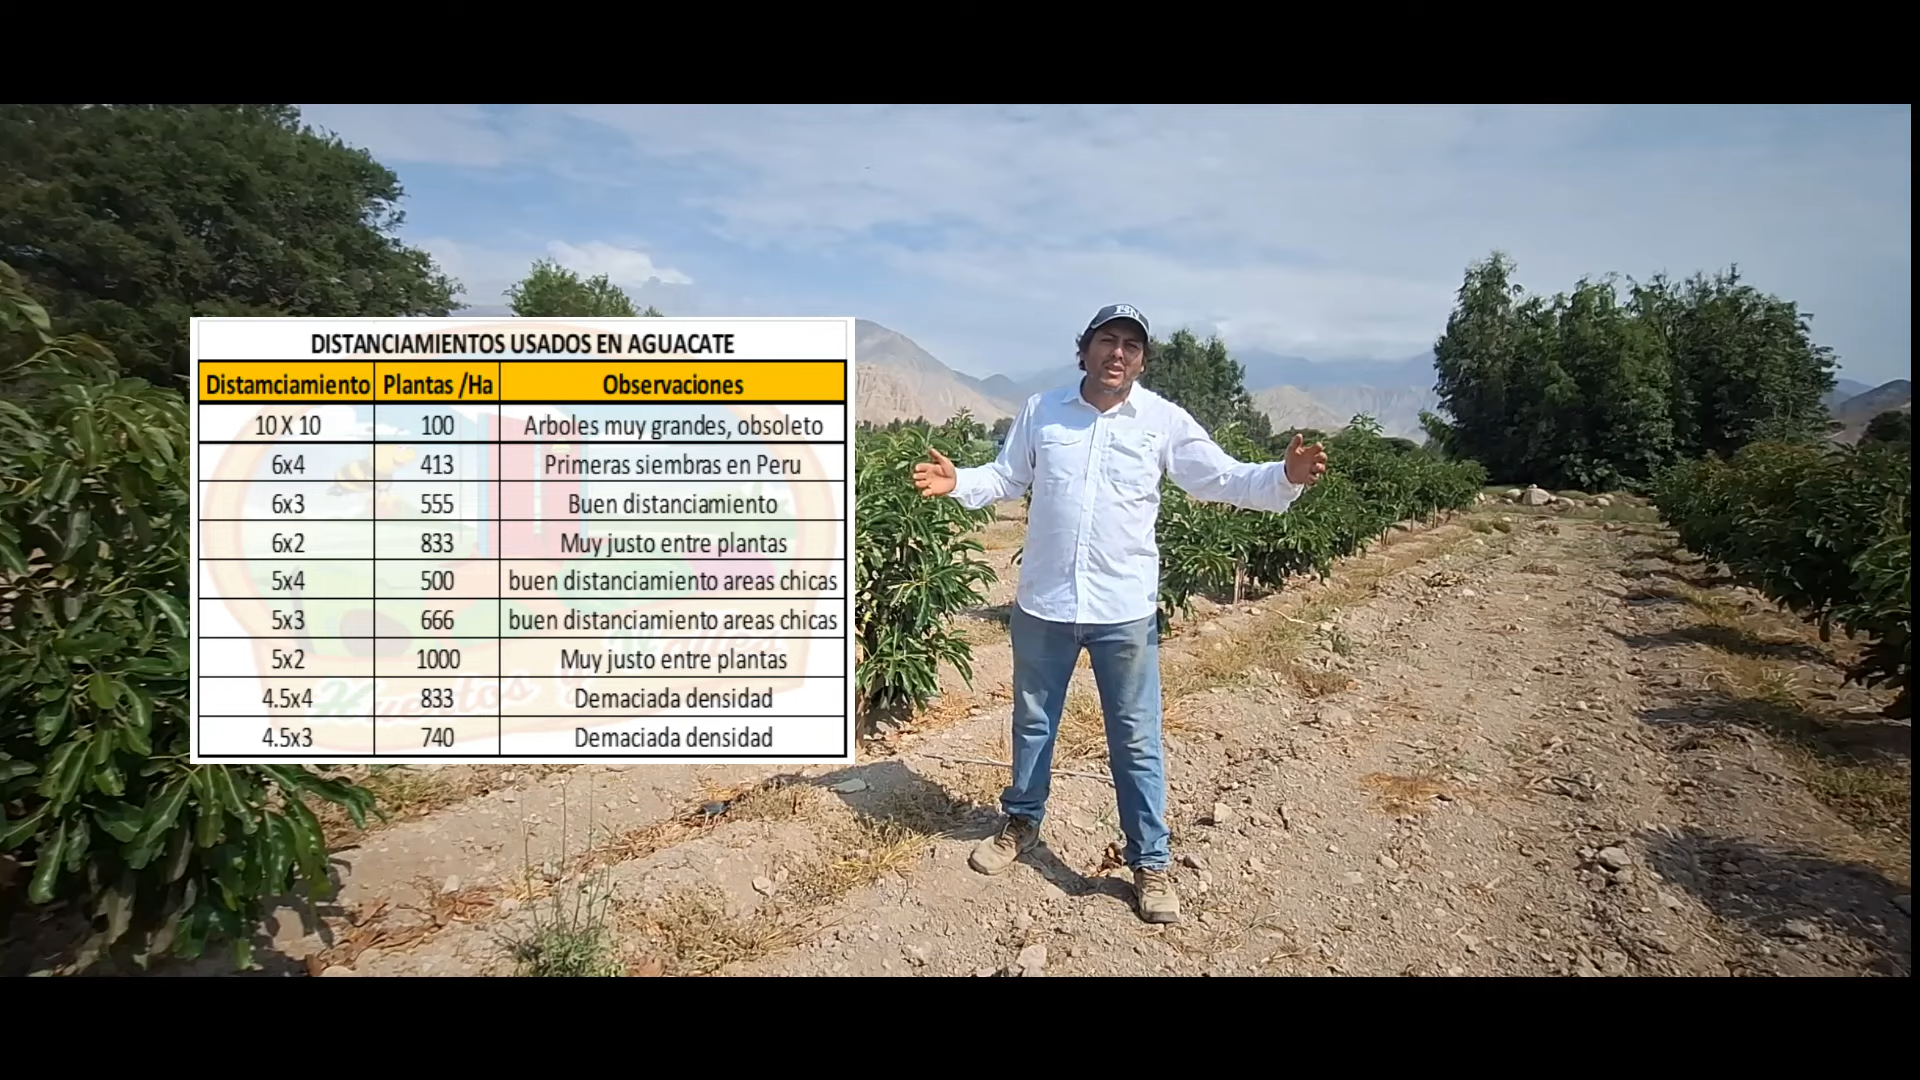 DISTANCIAMIENTOS USADOS EN AGUACATE
Distamciamiento Plantas /Ha Observaciones
10 X 10 100 Arboles muy grandes, obsoleto
6x4 413 Primeras siembras en Peru
6x3 555 Buen distanciamiento
6x2 833 Muy justo entre plantas
5x4 500 buen distanciamiento areas chicas
5x3 666 buen distanciamiento areas chicas
5x2 1000 Muy justo entre plantas
4.5x4 833 Demaciada densidad
4.5x3 740 Demaciada densidad